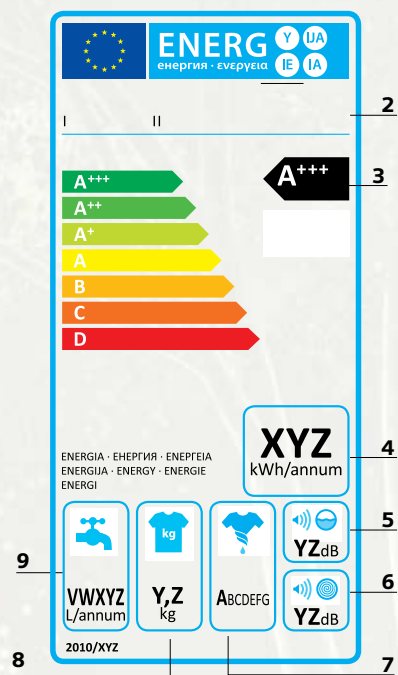 ENERG Y IJA
енергия · ενεργεια IE IA
2
I II
A+++ A+++ 3
A++
A+
A
B
C
D
XYZ 4
kWh/annum
ENERGIA · ЕНЕРГИЯ · ΕΝΕΡΓΕΙΑ
ENERGIJA · ENERGY · ENERGIE
ENERGI
5
kg
YZdB
9
6
VWXYZ
L/annum
Y,Z
kg
ABCDEFG
YZdB
2010/XYZ
8
7